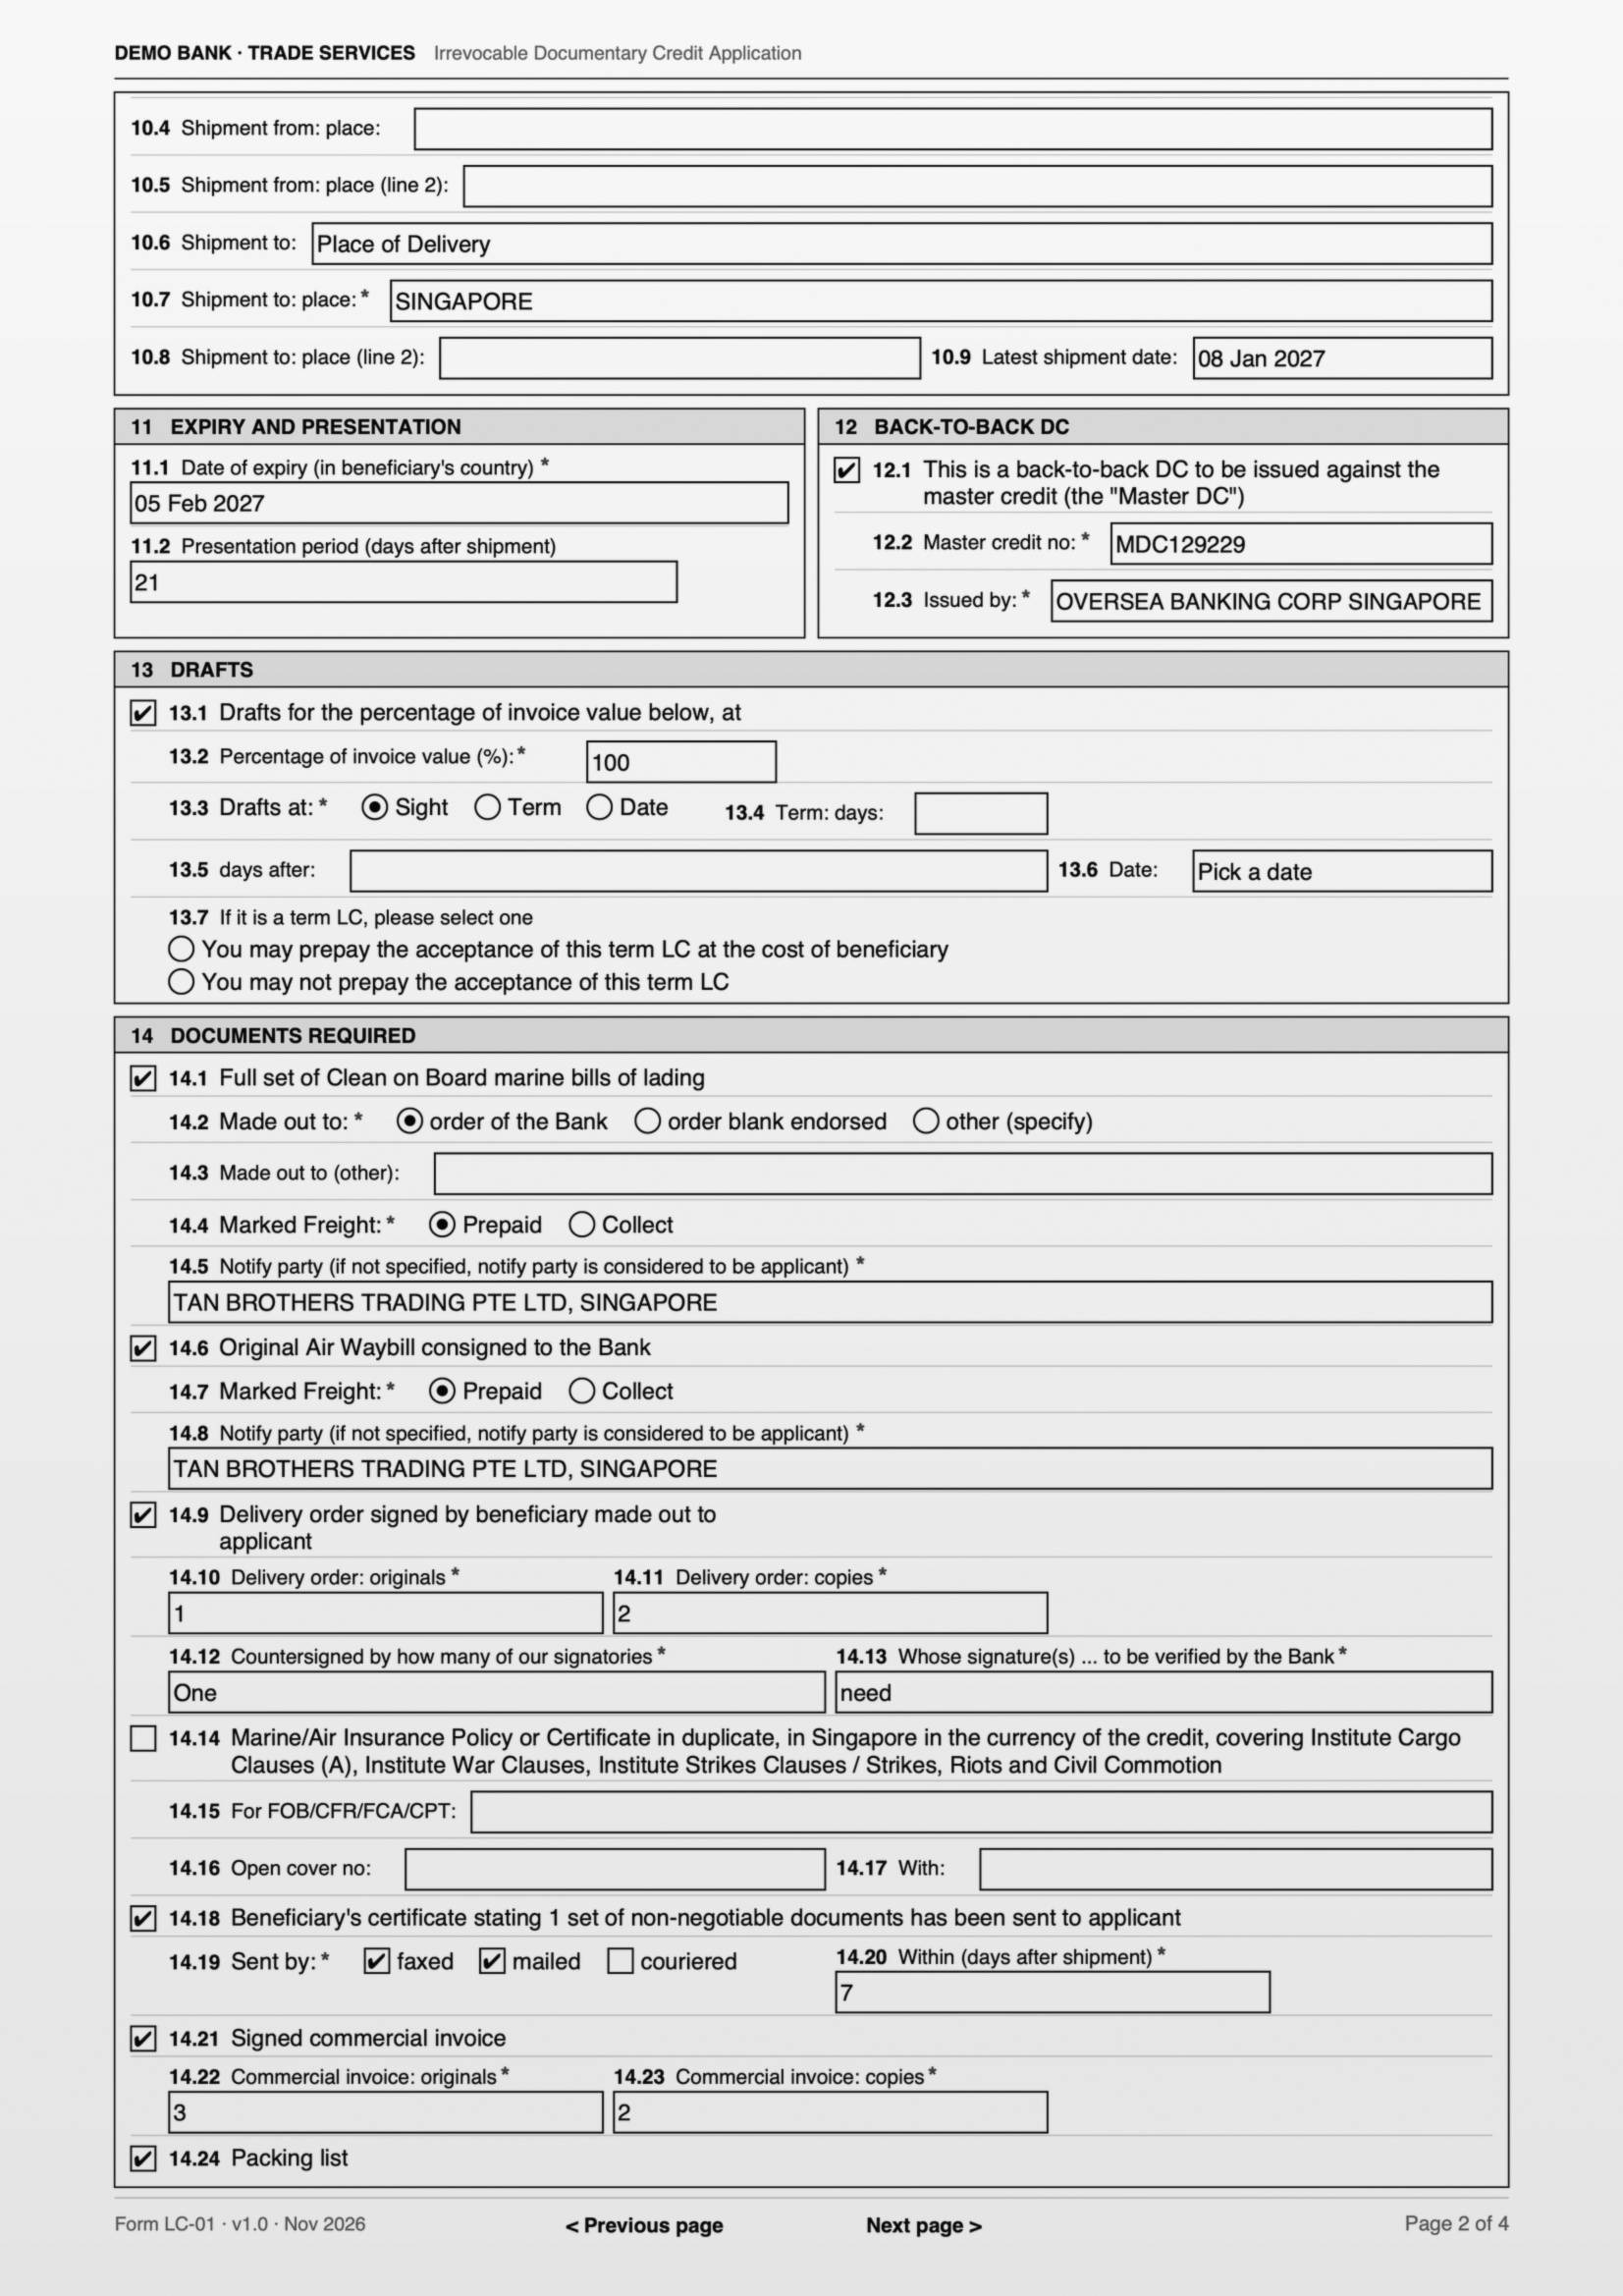 DEMO BANK · TRADE SERVICES Irrevocable Documentary Credit Application
10.4 Shipment from: place:
10.5 Shipment from: place (line 2):
10.6 Shipment to: Place of Delivery
10.7 Shipment to: place: * SINGAPORE
10.8 Shipment to: place (line 2): 10.9 Latest shipment date: 08 Jan 2027
11 EXPIRY AND PRESENTATION
11.1 Date of expiry (in beneficiary's country) *
05 Feb 2027
11.2 Presentation period (days after shipment)
21
12 BACK-TO-BACK DC
12.1 This is a back-to-back DC to be issued against the
master credit (the "Master DC")
12.2 Master credit no: * MDC129229
12.3 Issued by: * OVERSEA BANKING CORP SINGAPORE
13 DRAFTS
13.1 Drafts for the percentage of invoice value below, at
13.2 Percentage of invoice value (%): * 100
13.3 Drafts at: * Sight Term Date 13.4 Term: days:
13.5 days after: 13.6 Date: Pick a date
13.7 If it is a term LC, please select one
You may prepay the acceptance of this term LC at the cost of beneficiary
You may not prepay the acceptance of this term LC
14 DOCUMENTS REQUIRED
14.1 Full set of Clean on Board marine bills of lading
14.2 Made out to: * order of the Bank order blank endorsed other (specify)
14.3 Made out to (other):
14.4 Marked Freight: * Prepaid Collect
14.5 Notify party (if not specified, notify party is considered to be applicant) *
TAN BROTHERS TRADING PTE LTD, SINGAPORE
14.6 Original Air Waybill consigned to the Bank
14.7 Marked Freight: * Prepaid Collect
14.8 Notify party (if not specified, notify party is considered to be applicant) *
TAN BROTHERS TRADING PTE LTD, SINGAPORE
14.9 Delivery order signed by beneficiary made out to
applicant
14.10 Delivery order: originals * 14.11 Delivery order: copies *
1 2
14.12 Countersigned by how many of our signatories * 14.13 Whose signature(s) ... to be verified by the Bank *
One need
14.14 Marine/Air Insurance Policy or Certificate in duplicate, in Singapore in the currency of the credit, covering Institute Cargo
Clauses (A), Institute War Clauses, Institute Strikes Clauses / Strikes, Riots and Civil Commotion
14.15 For FOB/CFR/FCA/CPT:
14.16 Open cover no: 14.17 With:
14.18 Beneficiary's certificate stating 1 set of non-negotiable documents has been sent to applicant
14.19 Sent by: * faxed mailed couriered 14.20 Within (days after shipment) *
7
14.21 Signed commercial invoice
14.22 Commercial invoice: originals * 14.23 Commercial invoice: copies *
3 2
14.24 Packing list
Form LC-01 · v1.0 · Nov 2026 < Previous page Next page > Page 2 of 4